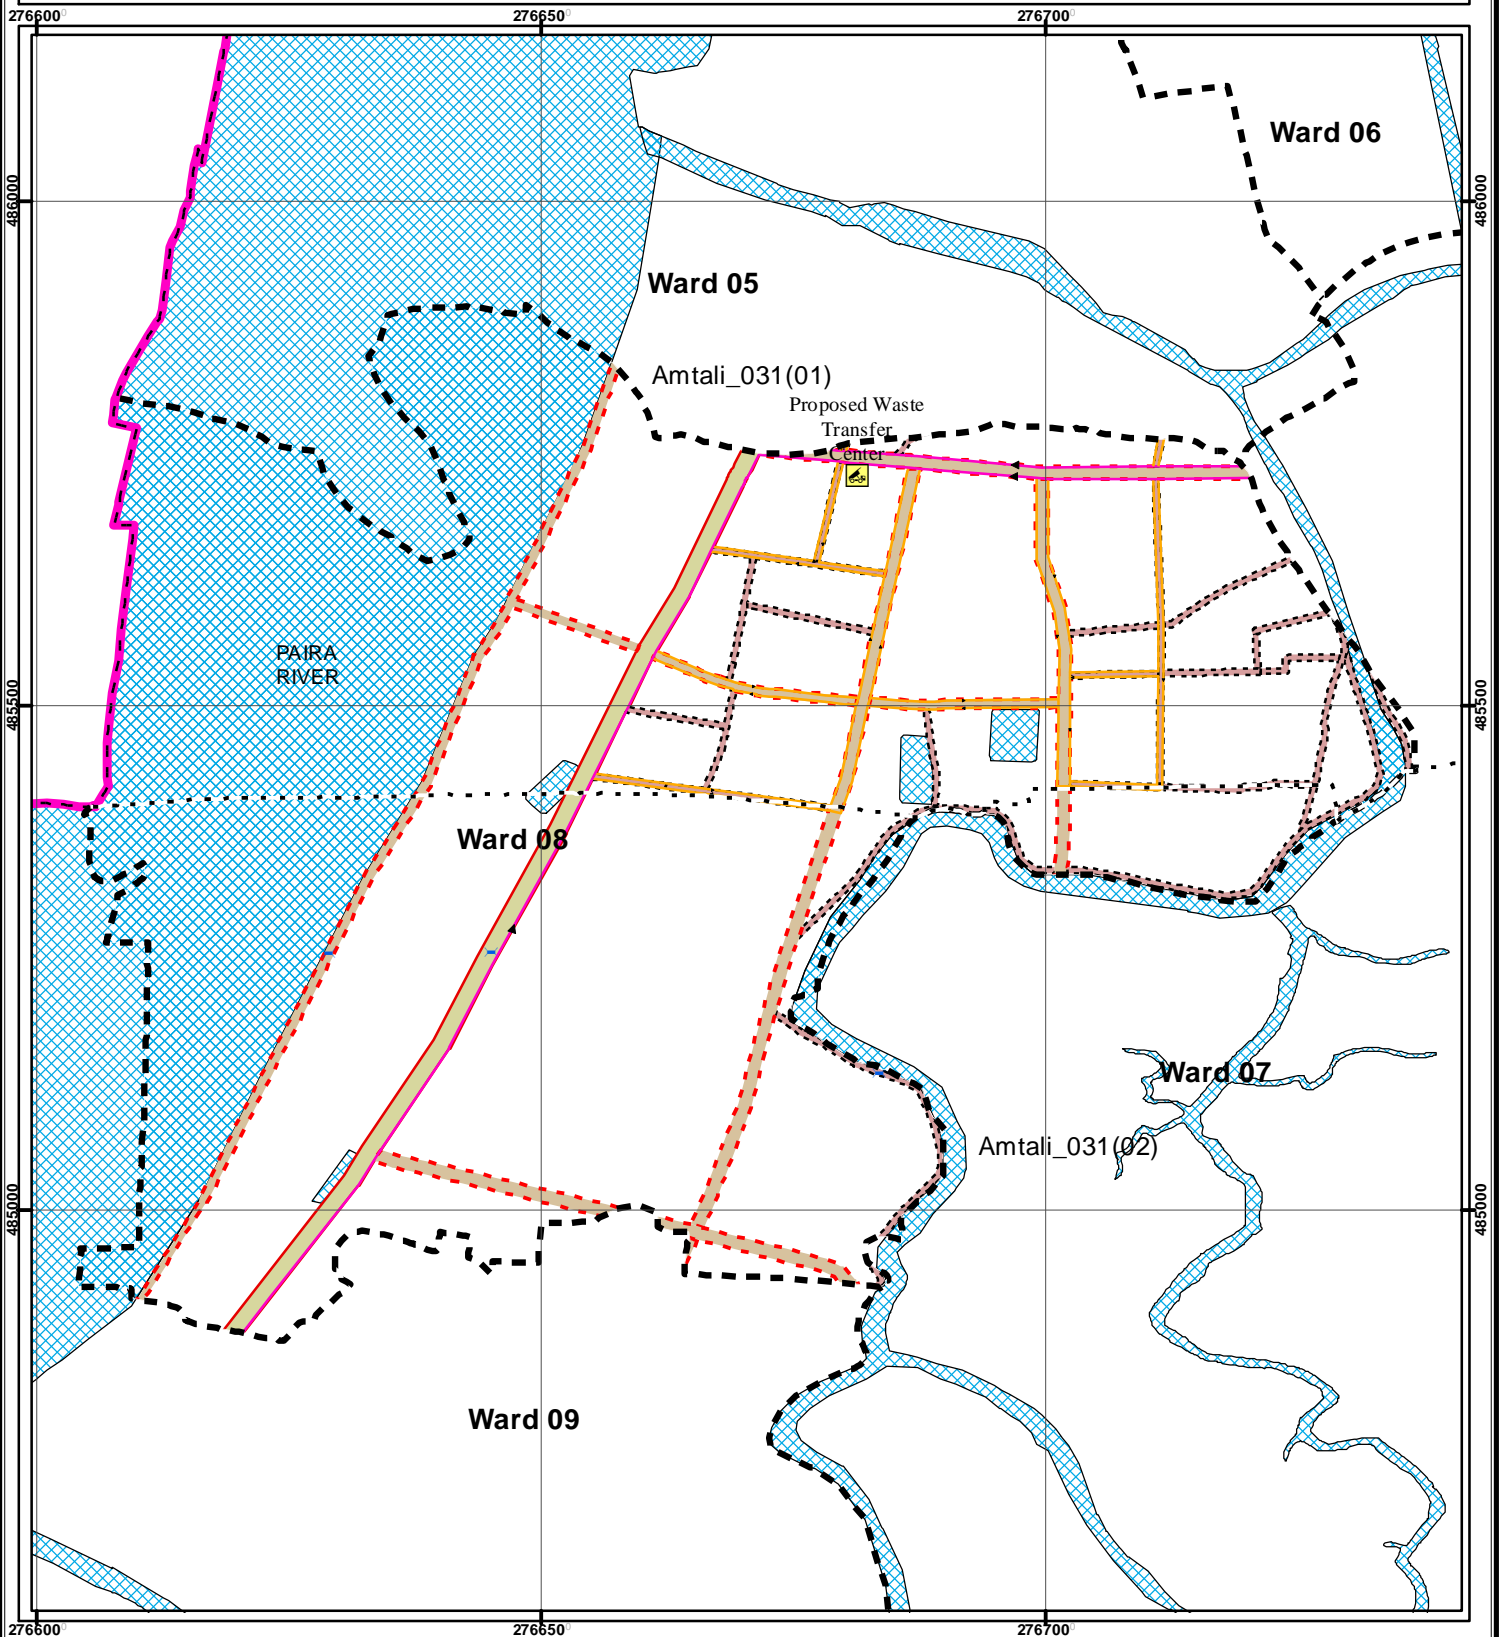 276600
276650
276700
Ward 06
486000
486000
Ward 05
Amtali_031(01)
Proposed Waste
Transfer
Center
PAIRA
RIVER
485500
485500
Ward 08
Ward 07
Amtali_031(02)
485000
485000
Ward 09
276600
276650
276700